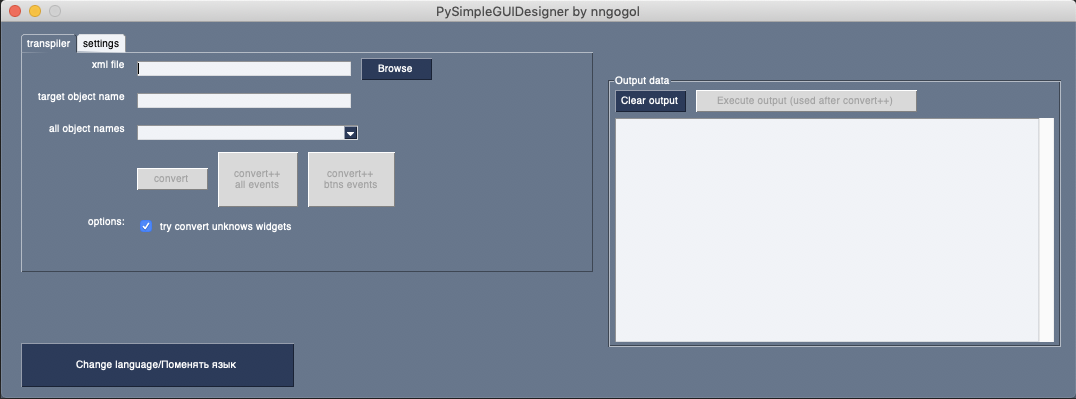 PySimpleGUIDesigner by nngogol
transpiler settings
xml file
Browse
target object name
all object names
convert
convert++
all events
convert++
btns events
options:
try convert unknows widgets
Change language/Поменять язык
Output data
Clear output
Execute output (used after convert++)